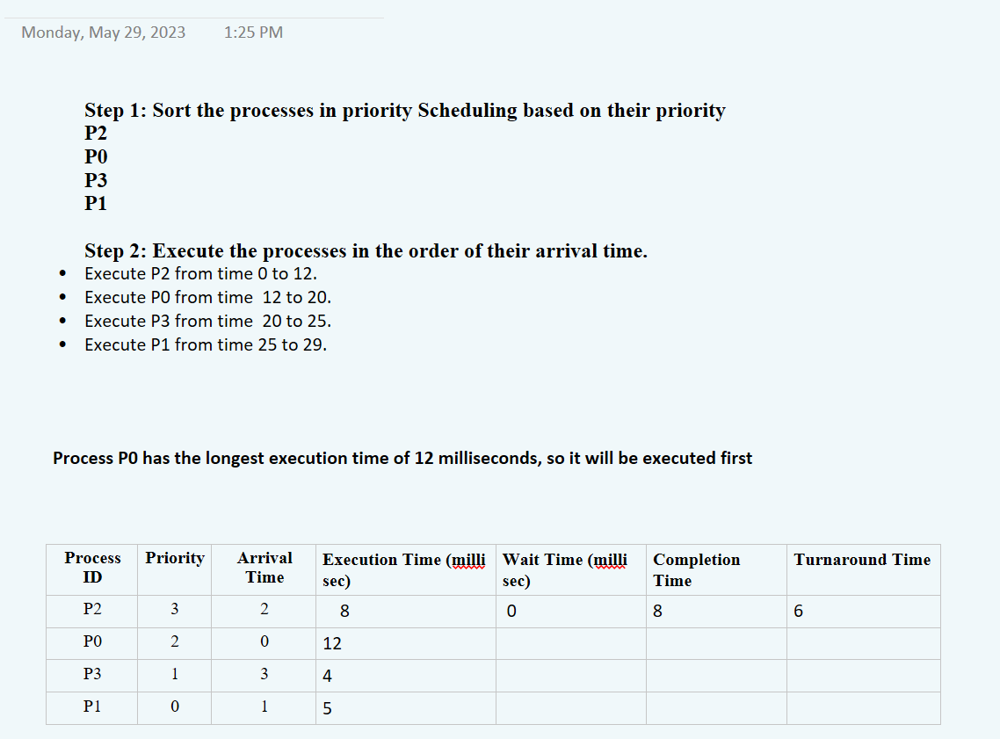 Monday, May 29, 2023 1:25 PM
Step 1: Sort the processes in priority Scheduling based on their priority
P2
P0
P3
P1
Step 2: Execute the processes in the order of their arrival time.
• Execute P2 from time 0 to 12.
• Execute P0 from time 12 to 20.
• Execute P3 from time 20 to 25.
• Execute P1 from time 25 to 29.
Process P0 has the longest execution time of 12 milliseconds, so it will be executed first
Process ID Priority Arrival Time Execution Time (milli sec) Wait Time (milli sec) Completion Time Turnaround Time
P2 3 2 8 0 8 6
P0 2 0 12
P3 1 3 4
P1 0 1 5